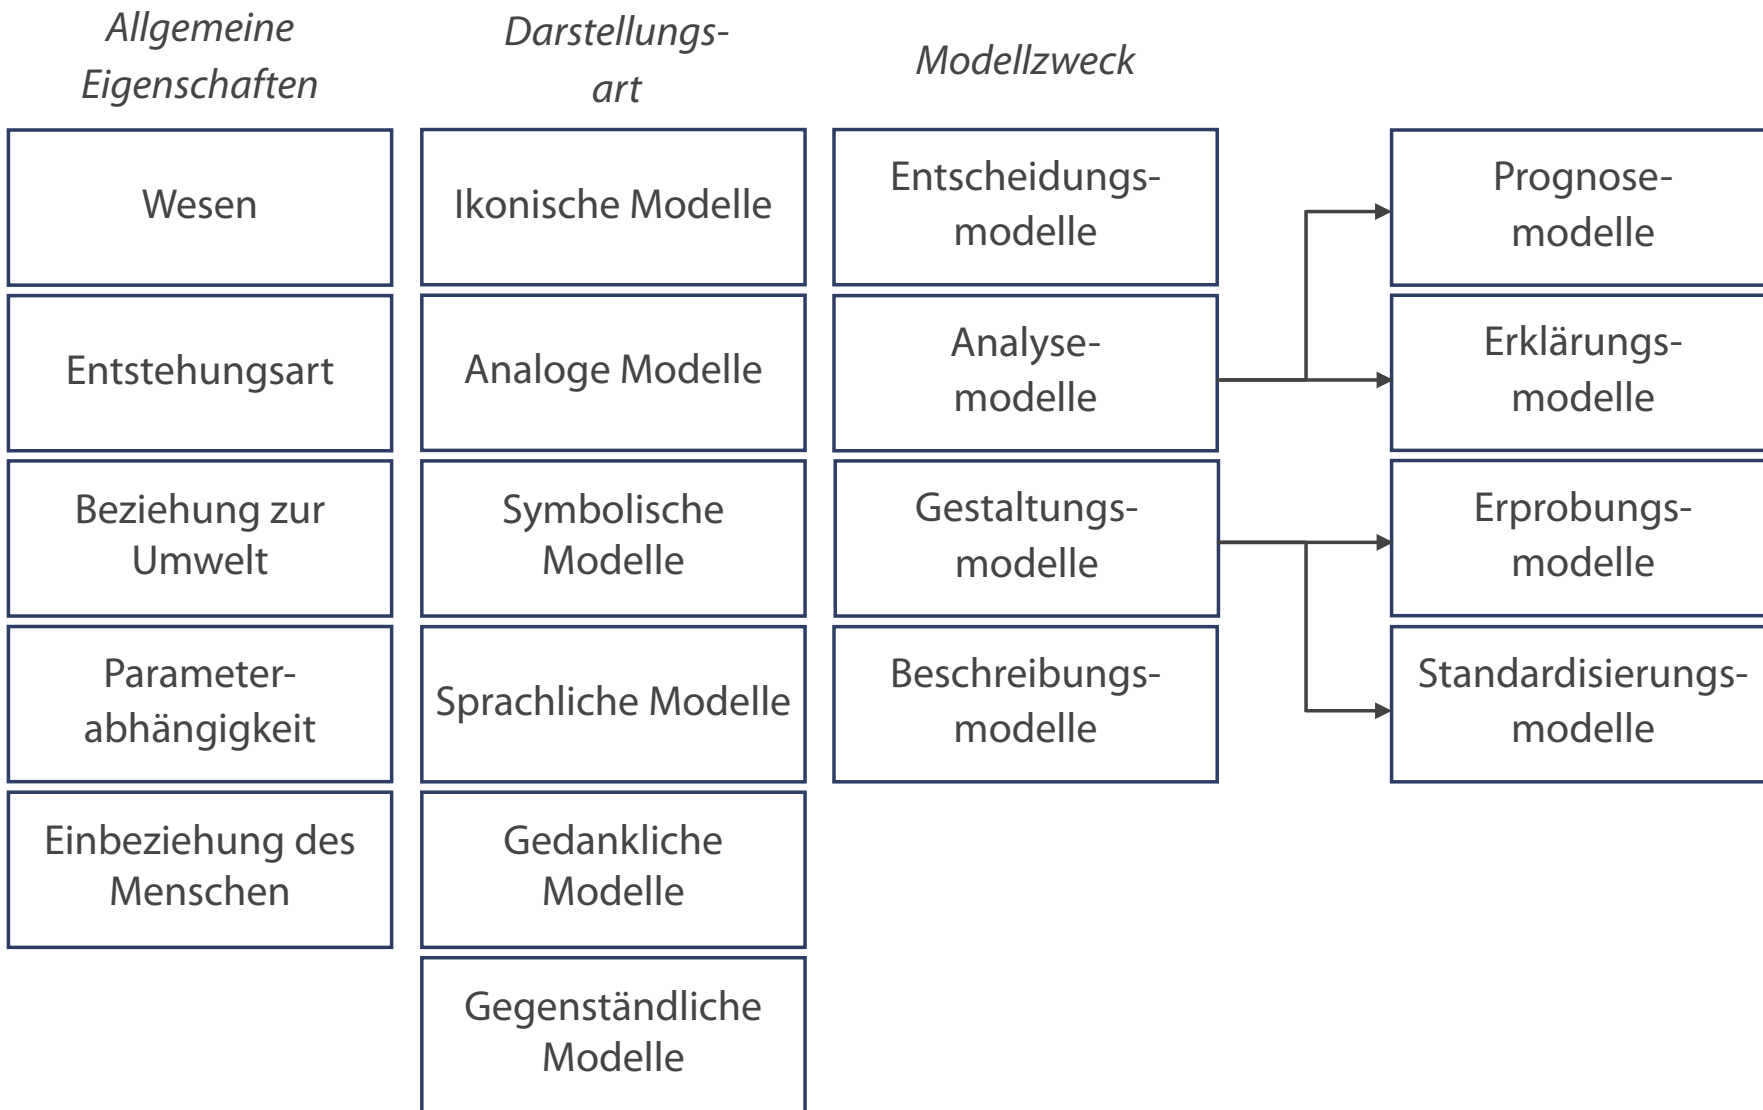 Allgemeine
Eigenschaften
Darstellungs-
art
Modellzweck
Wesen
Entstehungsart
Beziehung zur
Umwelt
Parameter-
abhängigkeit
Einbeziehung des
Menschen
Ikonische Modelle
Analoge Modelle
Symbolische
Modelle
Sprachliche Modelle
Gedankliche
Modelle
Gegenständliche
Modelle
Entscheidungs-
modelle
Analyse-
modelle
Gestaltungs-
modelle
Beschreibungs-
modelle
Prognose-
modelle
Erklärungs-
modelle
Erprobungs-
modelle
Standardisierungs-
modelle